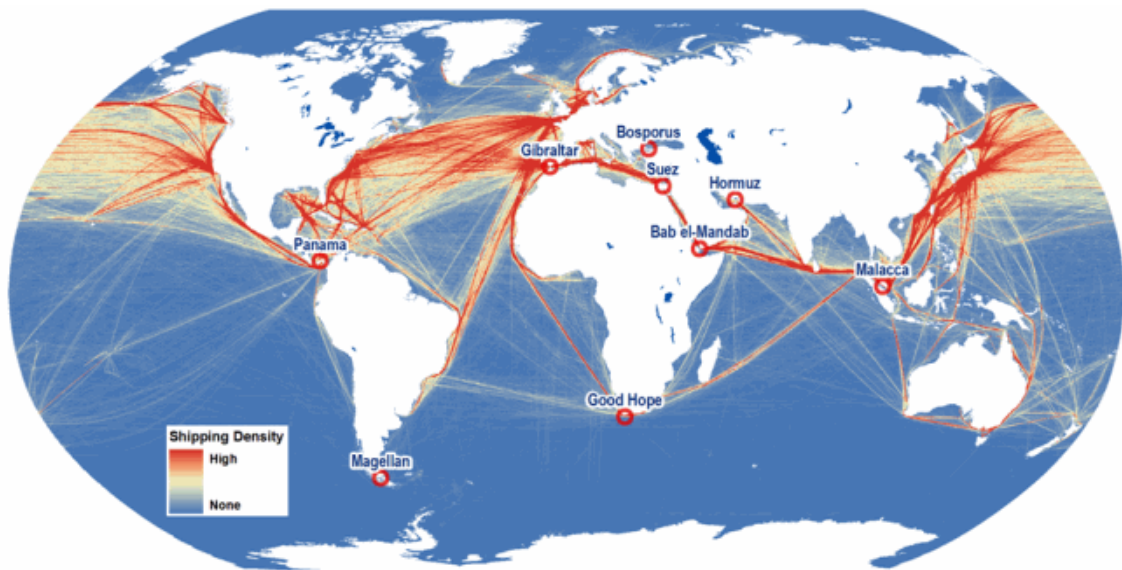 Bosporus
Gibraltar
Suez
Hormuz
Bab el-Mandab
Panama
Malacca
Good Hope
Magellan
Shipping Density
High
None